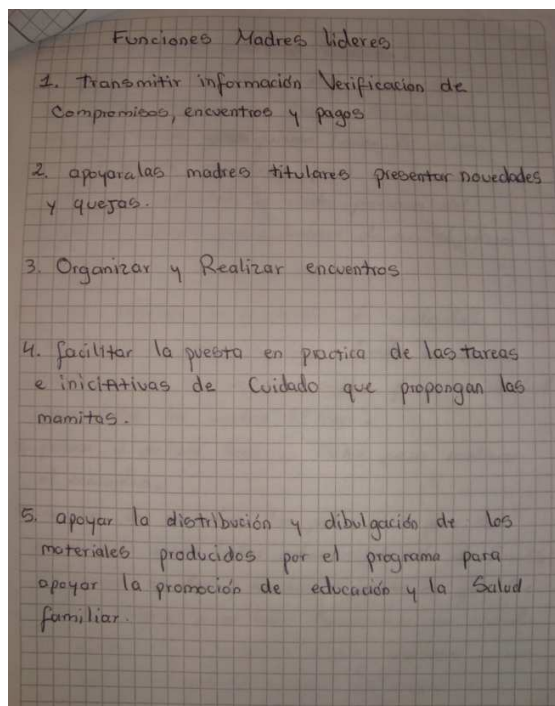 Funciones Madres lideres
1. Transmitir información Verificacion de
Compromisos, encuentros y pagos
2. apoyar a las madres titulares presentar novedades
y quejas.
3. Organizar y Realizar encuentros
4. facilitar la puesta en practica de las tareas
e iniciativas de Cuidado que propongan las
mamitas.
5. apoyar la distribución y dibulgación de los
materiales producidos por el programa para
apoyar la promoción de educación y la Salud
familiar.